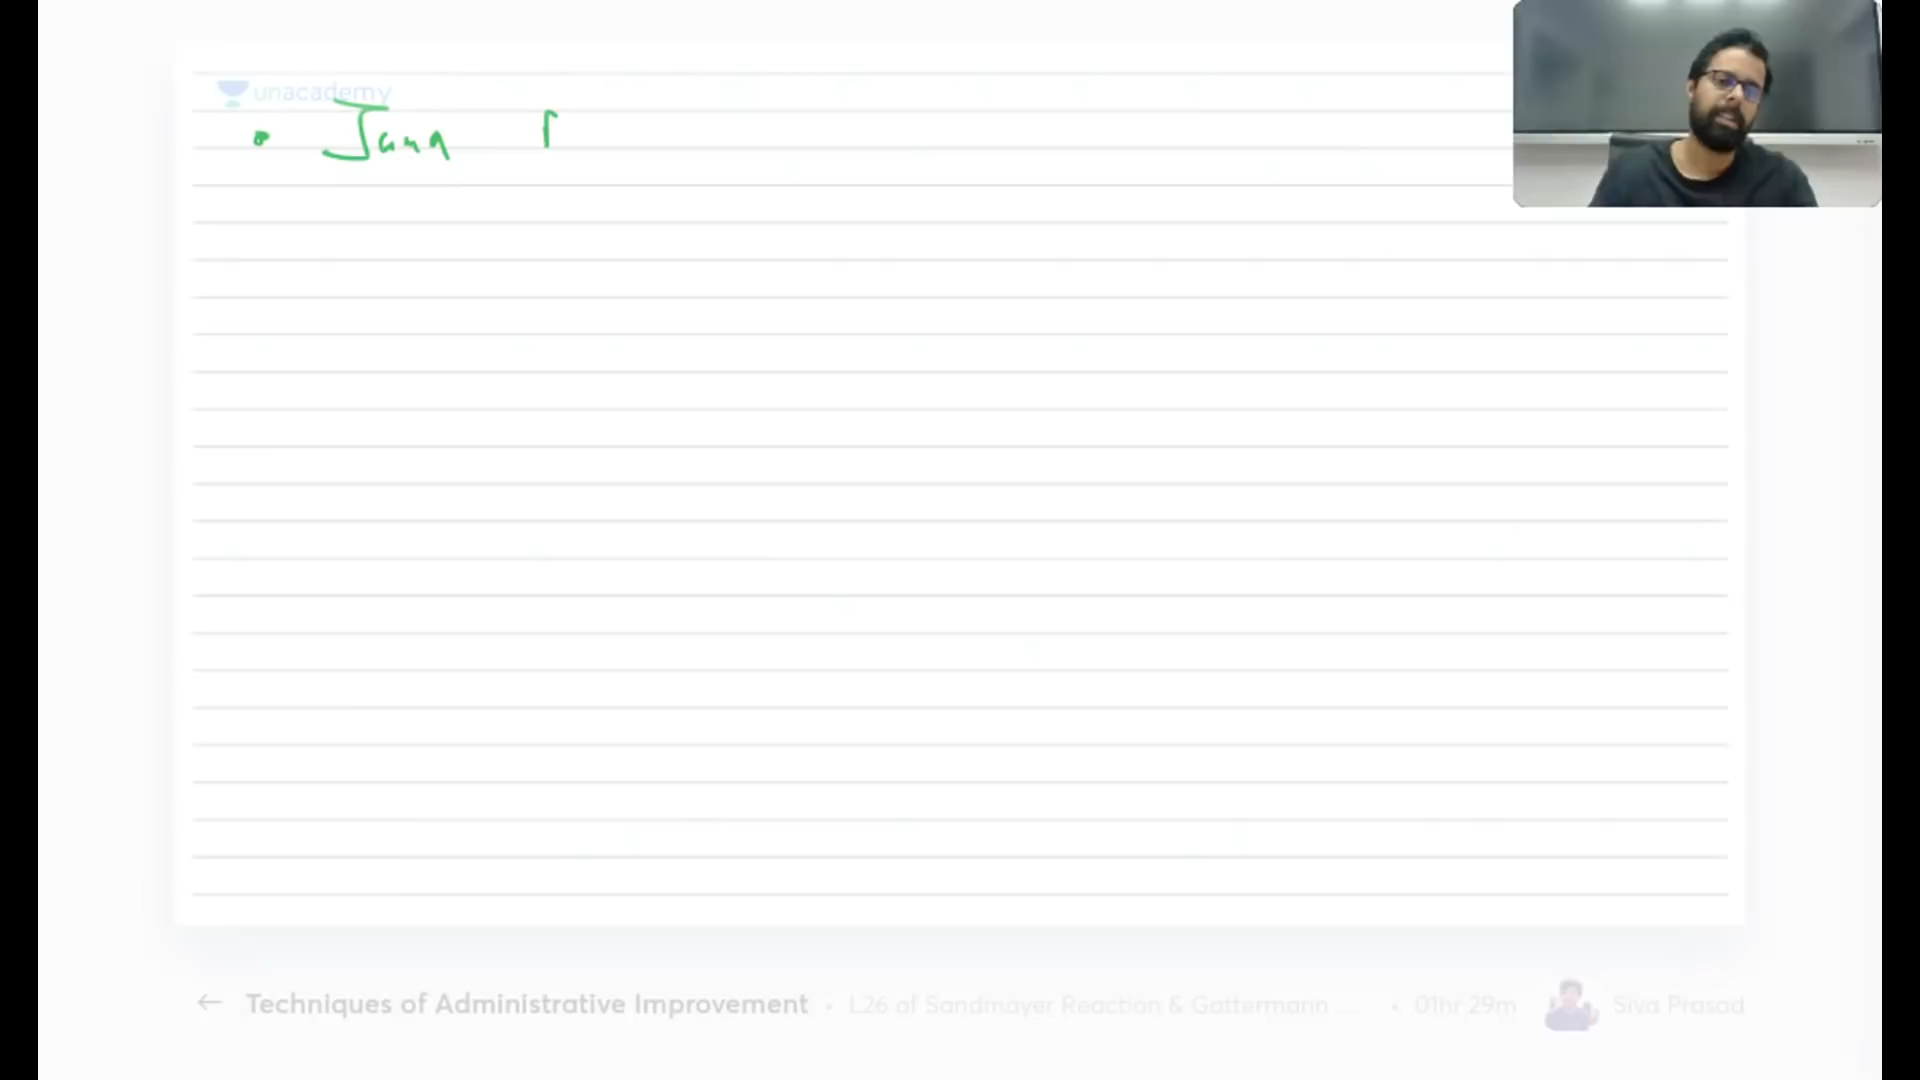 unacademy
• Jana
Techniques of Administrative Improvement • L26 of Sandmayer Reaction & Gattermann ... • 01hr 29m Siva Prasad